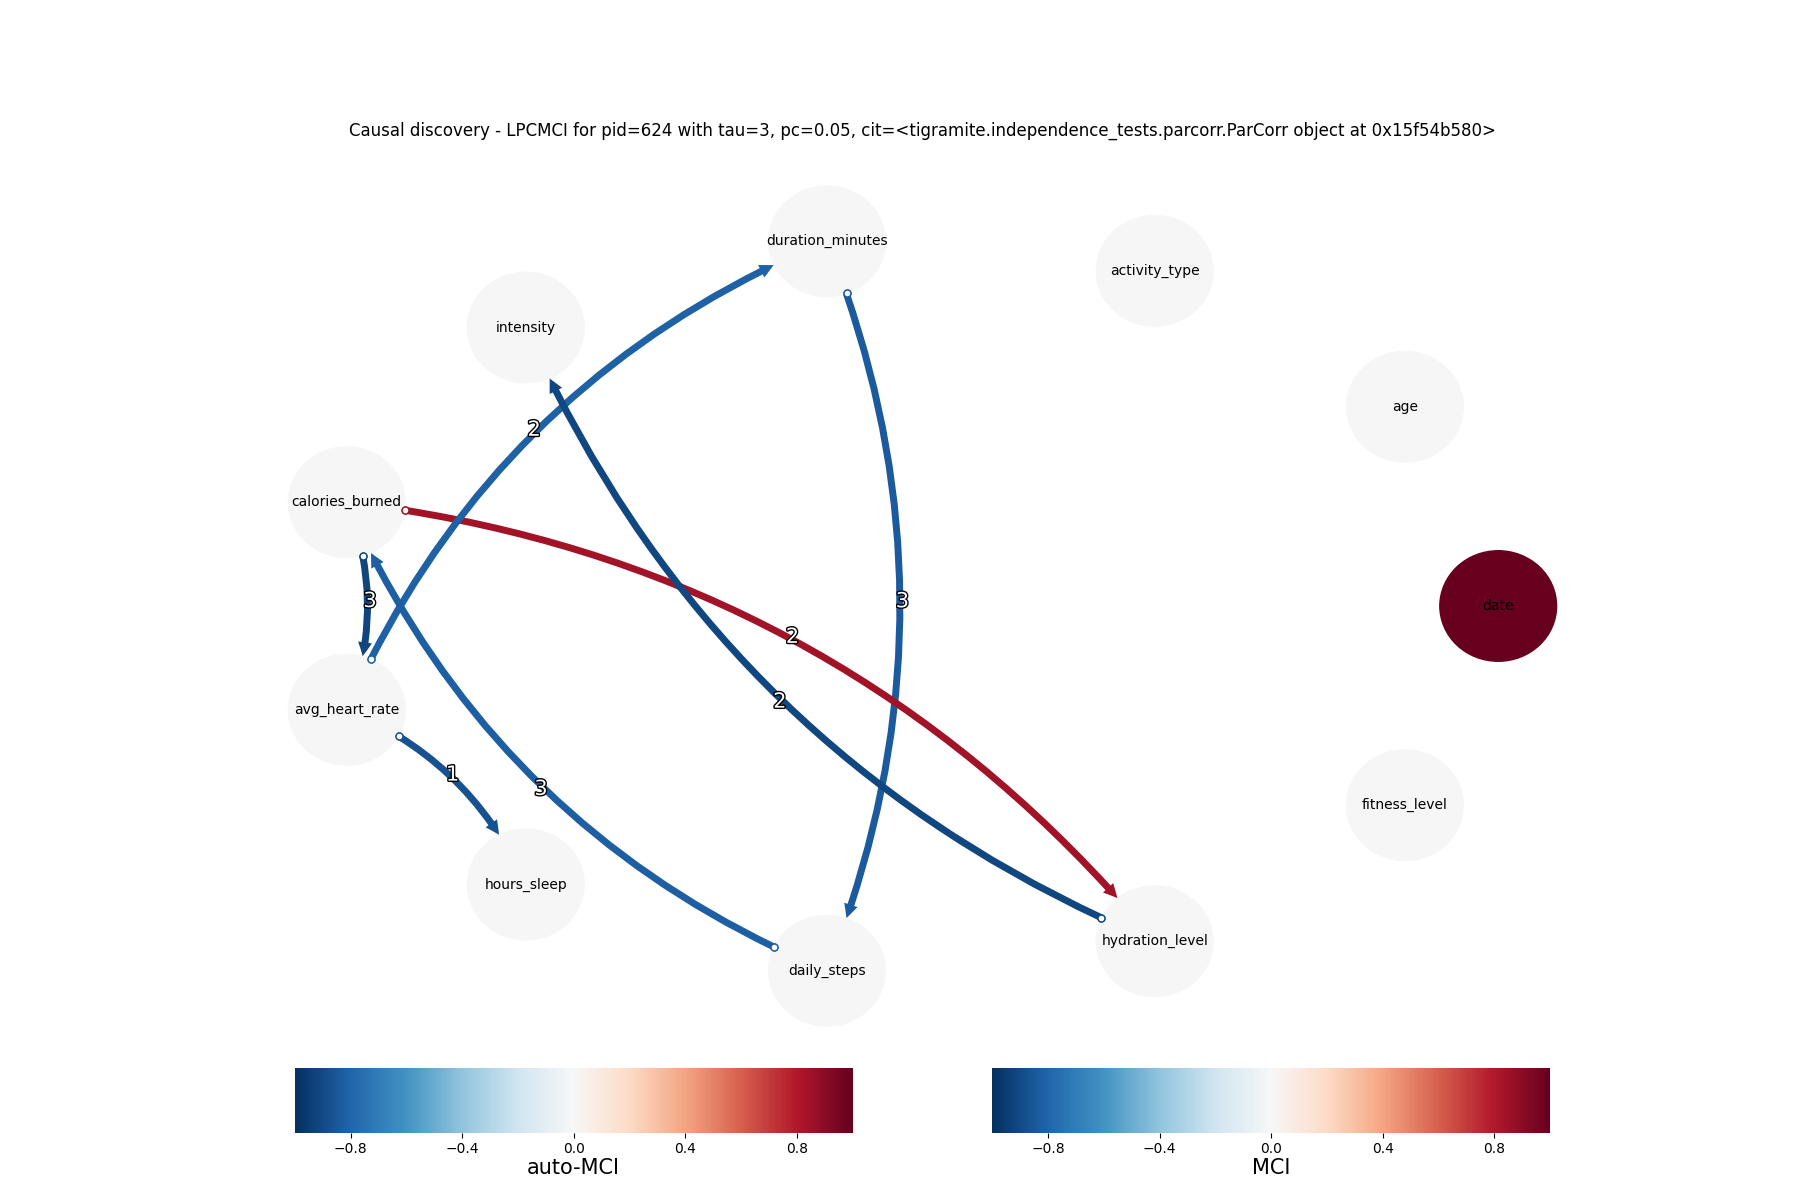 Causal discovery - LPCMCI for pid=624 with tau=3, pc=0.05, cit=<tigramite.independence_tests.parcorr.ParCorr object at 0x15f54b580>
duration_minutes
activity_type
intensity
age
2
calories_burned
3
3
date
2
2
avg_heart_rate
1
3
fitness_level
hours_sleep
hydration_level
daily_steps
−0.8 −0.4 0.0 0.4 0.8
auto-MCI
−0.8 −0.4 0.0 0.4 0.8
MCI